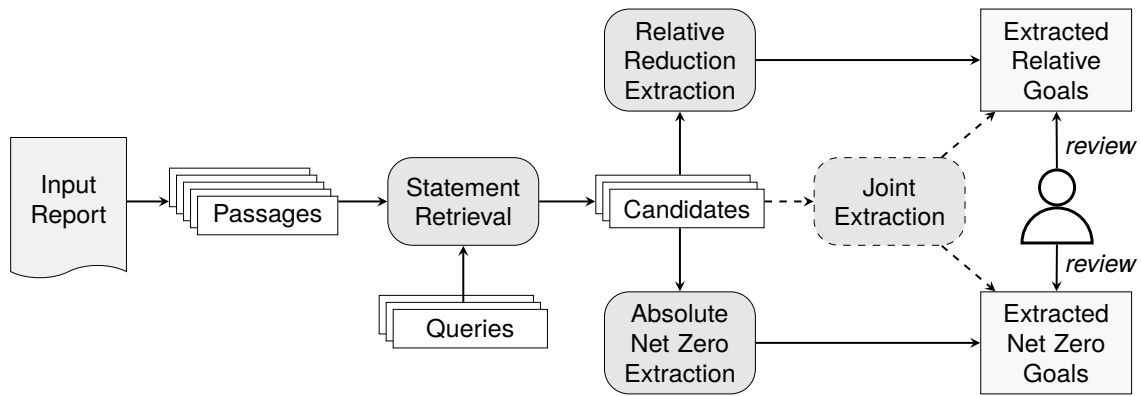 Input
Report
Passages
Statement
Retrieval
Queries
Candidates
Relative
Reduction
Extraction
Absolute
Net Zero
Extraction
Joint
Extraction
Extracted
Relative
Goals
review
review
Extracted
Net Zero
Goals